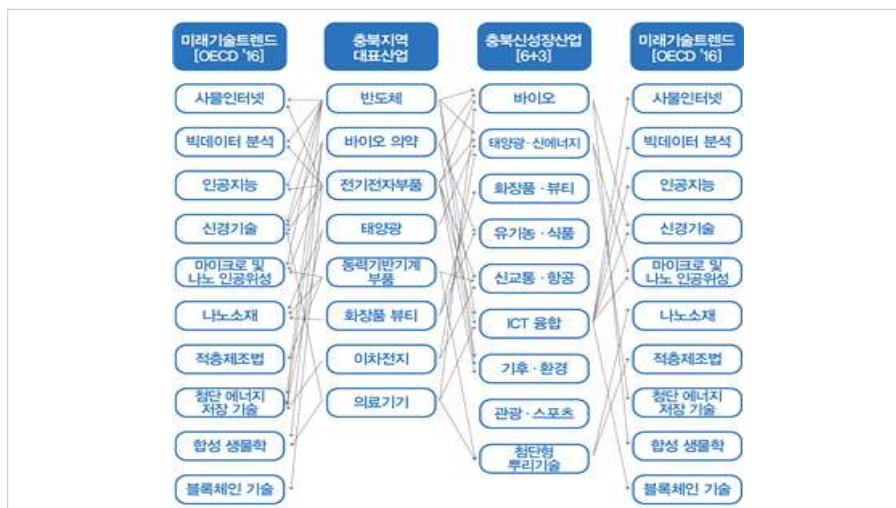 미래기술트렌드
[OECD '16]
사물인터넷
빅데이터 분석
인공지능
신경기술
마이크로 및
나노 인공위성
나노소재
적층제조법
첨단 에너지
저장 기술
합성 생물학
블록체인 기술
충북지역
대표산업
반도체
바이오 의약
전기전자부품
태양광
동력기반기계
부품
화장품 뷰티
이차전지
의료기기
충북신성장산업
[6+3]
바이오
태양광·신에너지
화장품·뷰티
유기농·식품
신교통·항공
ICT 융합
기후·환경
관광·스포츠
첨단형
뿌리기술
미래기술트렌드
[OECD '16]
사물인터넷
빅데이터 분석
인공지능
신경기술
마이크로 및
나노 인공위성
나노소재
적층제조법
첨단 에너지
저장 기술
합성 생물학
블록체인 기술